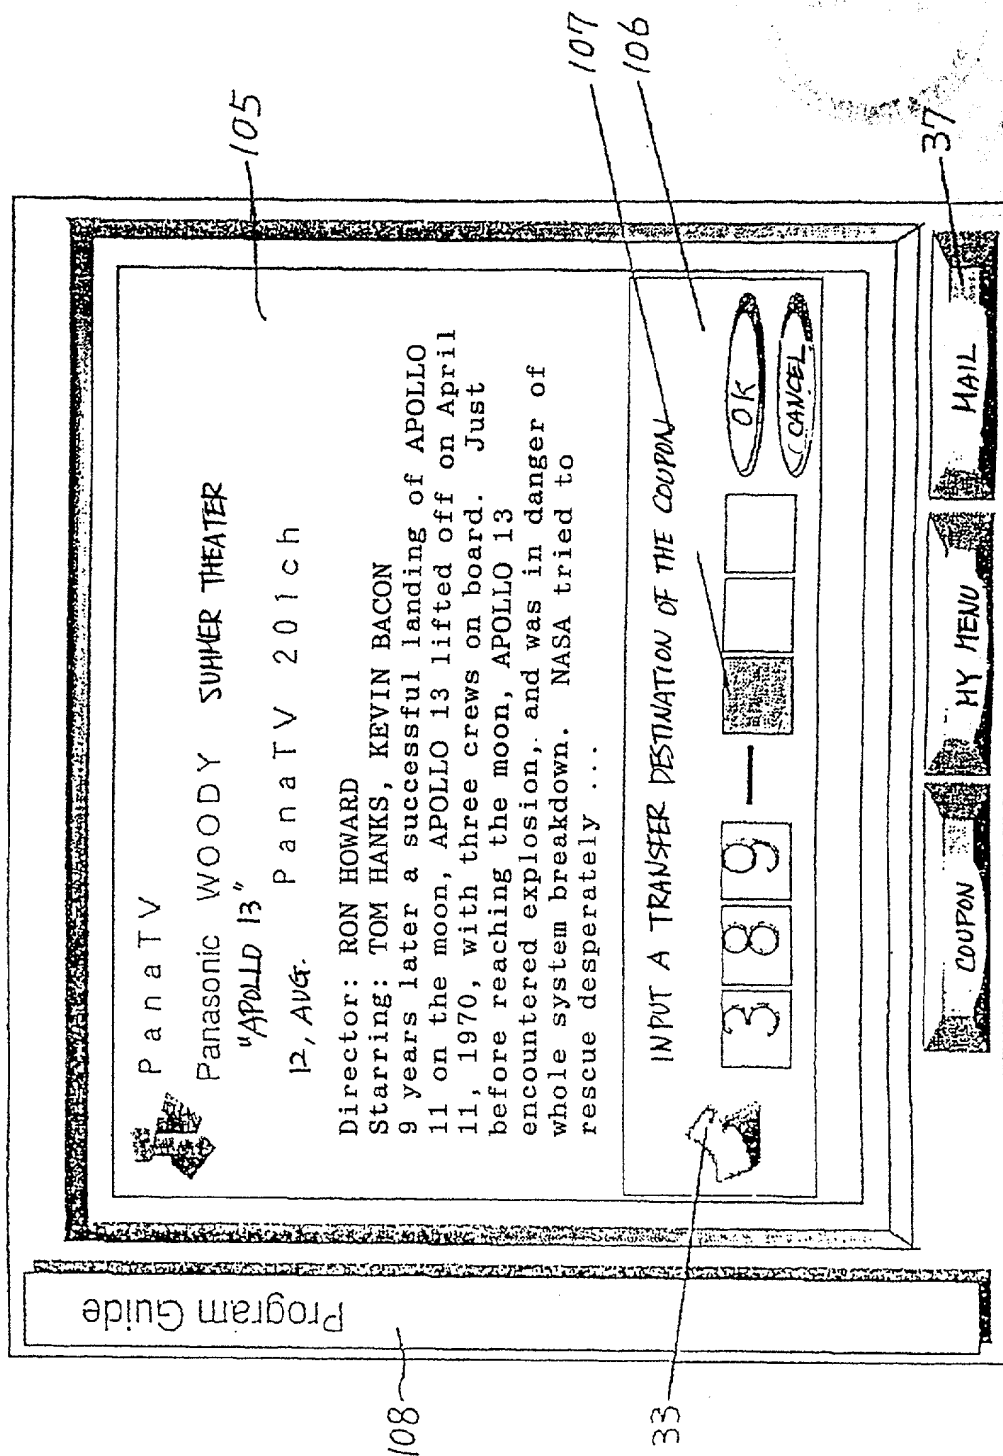 Program Guide
PanaTV
Panasonic WOODY SUMMER THEATER
"APOLLO 13"
12, AUG. PanaTV 201ch
Director: RON HOWARD
Starring: TOM HANKS, KEVIN BACON
9 years later a successful landing of APOLLO
11 on the moon, APOLLO 13 lifted off on April
11, 1970, with three crews on board. Just
before reaching the moon, APOLLO 13
encountered explosion, and was in danger of
whole system breakdown. NASA tried to
rescue desperately ...
INPUT A TRANSFER DESTINATION OF THE COUPON
3 8 9 —
OK
CANCEL
COUPON MY MENU MAIL
105
107
106
37
108
33